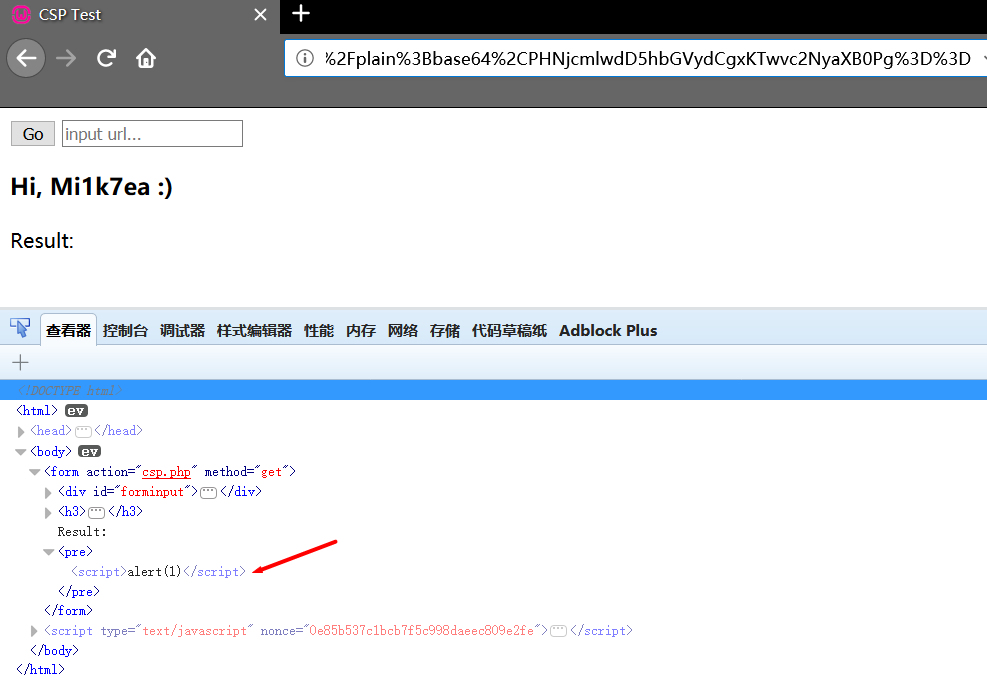 CSP Test
%2Fplain%3Bbase64%2CPHNjcmlwdD5hbGVydCgxKTwvc2NyaXB0Pg%3D%3D
Go input url...
Hi, Mi1k7ea :)
Result:
查看器 控制台 调试器 样式编辑器 性能 内存 网络 存储 代码草稿纸 Adblock Plus
<!DOCTYPE html>
<html> ev
<head></head>
<body> ev
<form action="csp.php" method="get">
<div id="forminput"></div>
<h3></h3>
Result:
<pre>
<script>alert(1)</script>
</pre>
</form>
<script type="text/javascript" nonce="0e85b537c1bcb7f5c998daeec809e2fe"></script>
</body>
</html>